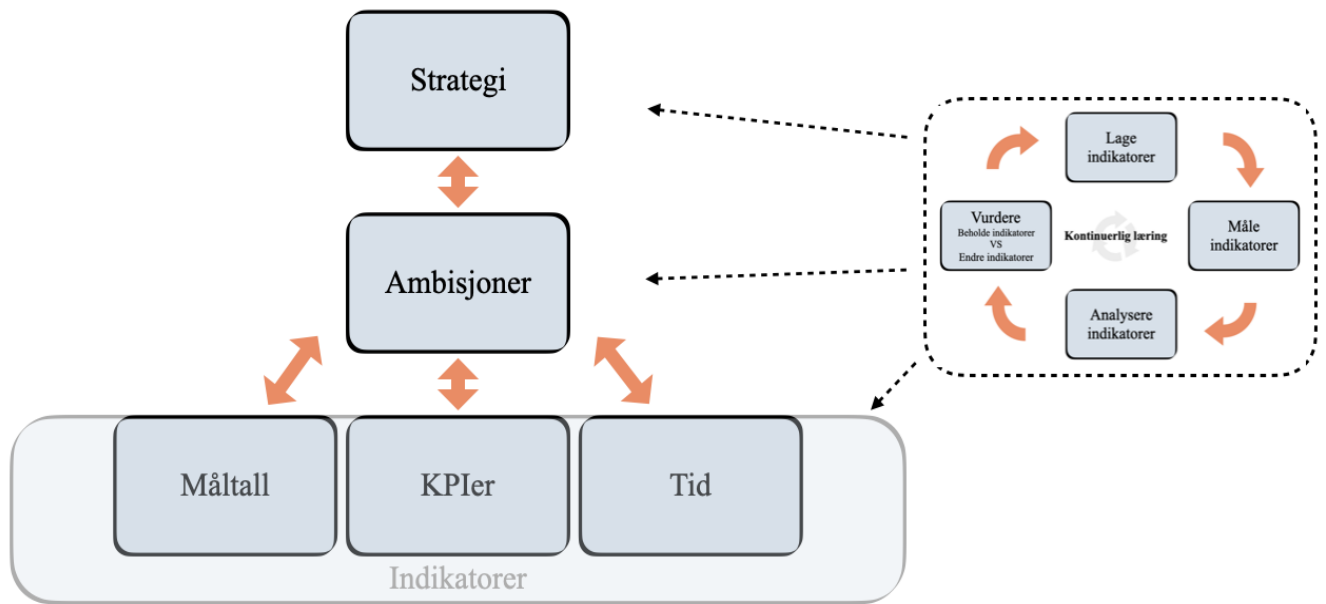 Strategi
Ambisjoner
Måltall
KPIer
Tid
Indikatorer
Lage
indikatorer
Måle
indikatorer
Analysere
indikatorer
Vurdere
Beholde indikatorer
VS
Endre indikatorer
Kontinuerlig læring